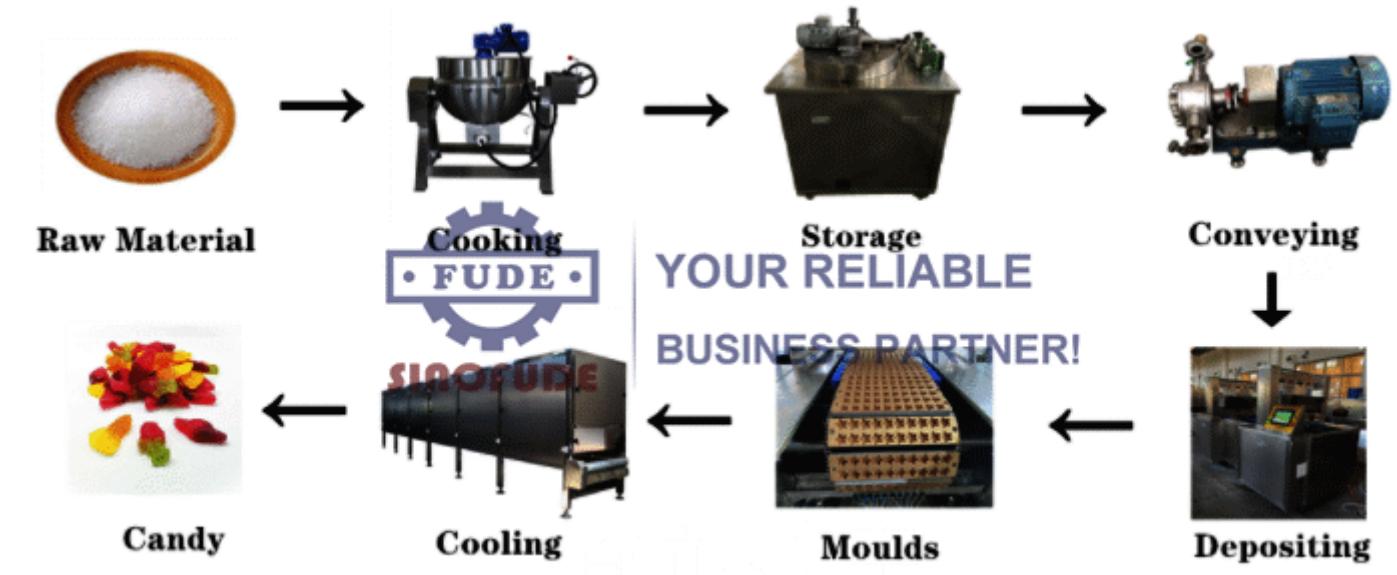 Raw Material
Cooking
Storage
Conveying
FUDE
SINOFUDE
YOUR RELIABLE
BUSINESS PARTNER!
Candy
Cooling
Moulds
Depositing